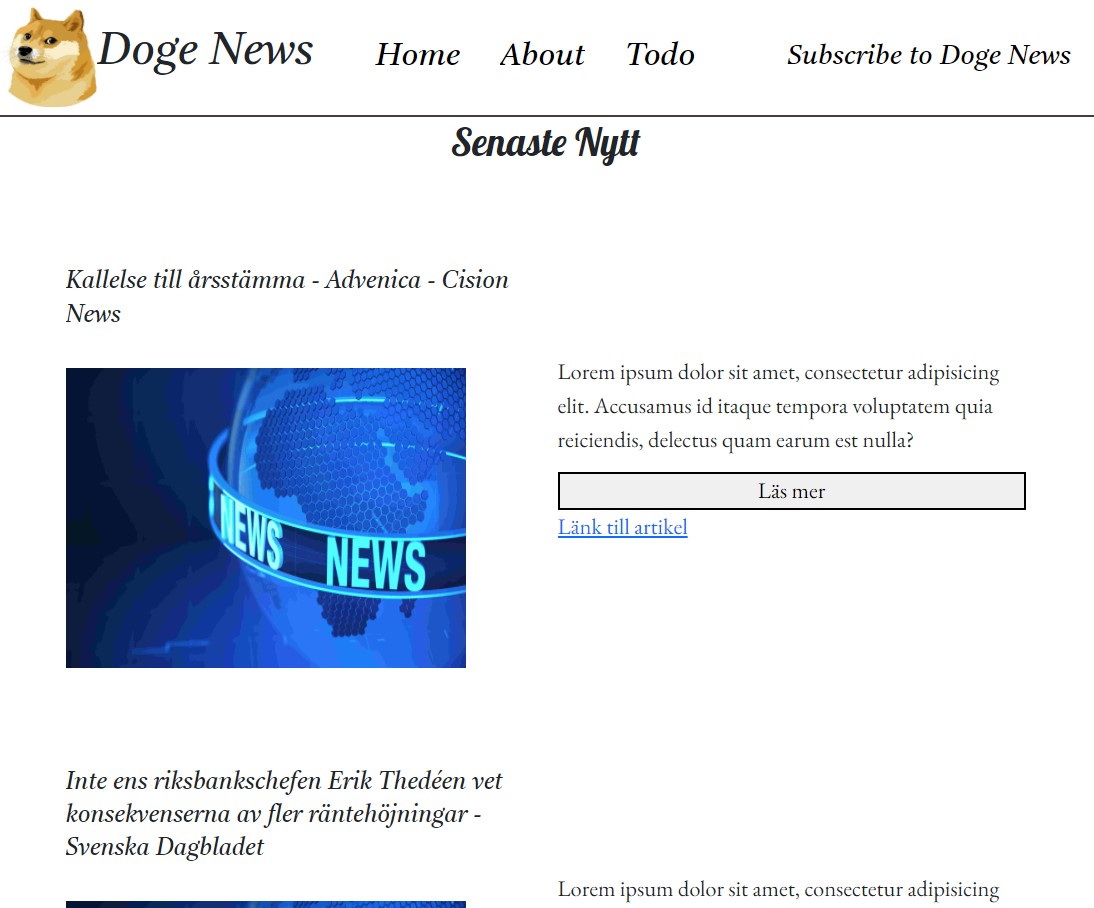 Doge News
Home About Todo
Subscribe to Doge News
Senaste Nytt
Kallelse till årsstämma - Advenica - Cision
News
NEWS NEWS
Lorem ipsum dolor sit amet, consectetur adipisicing
elit. Accusamus id itaque tempora voluptatem quia
reiciendis, delectus quam earum est nulla?
Läs mer
Länk till artikel
Inte ens riksbankschefen Erik Thedéen vet
konsekvenserna av fler räntehöjningar -
Svenska Dagbladet
Lorem ipsum dolor sit amet, consectetur adipisicing